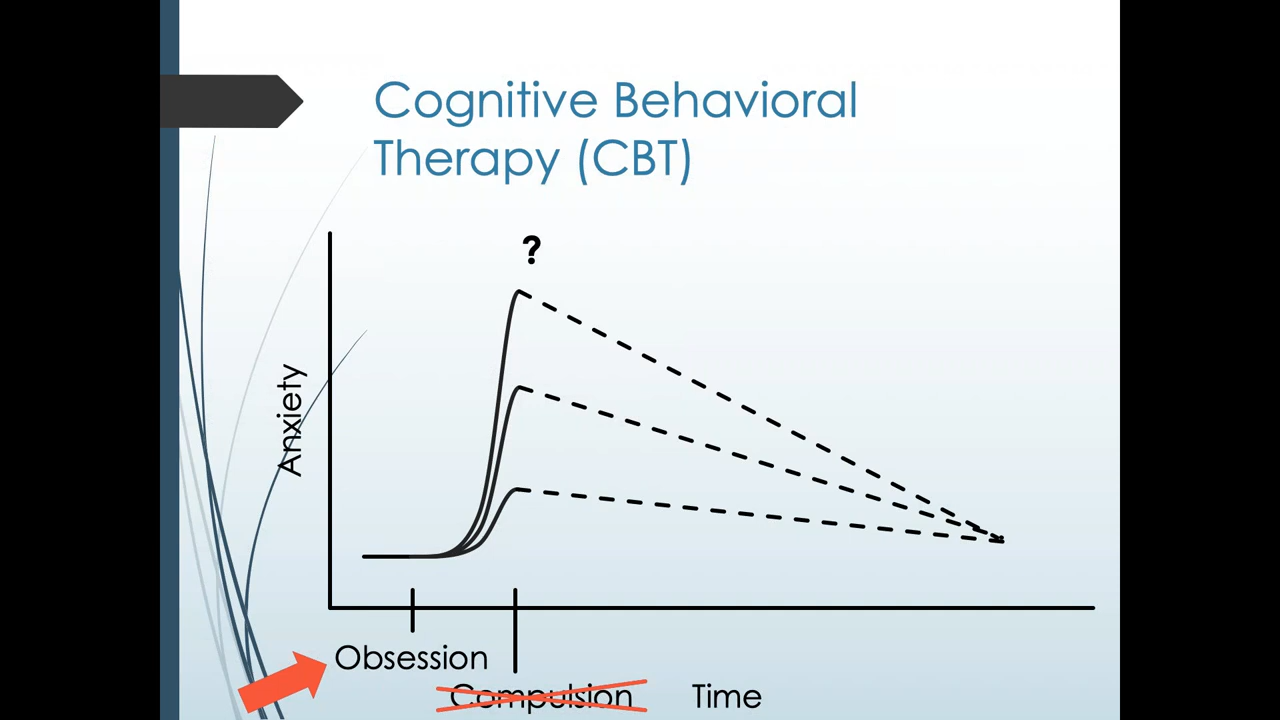 Cognitive Behavioral
Therapy (CBT)
?
Anxiety
Obsession
Compulsion
Time